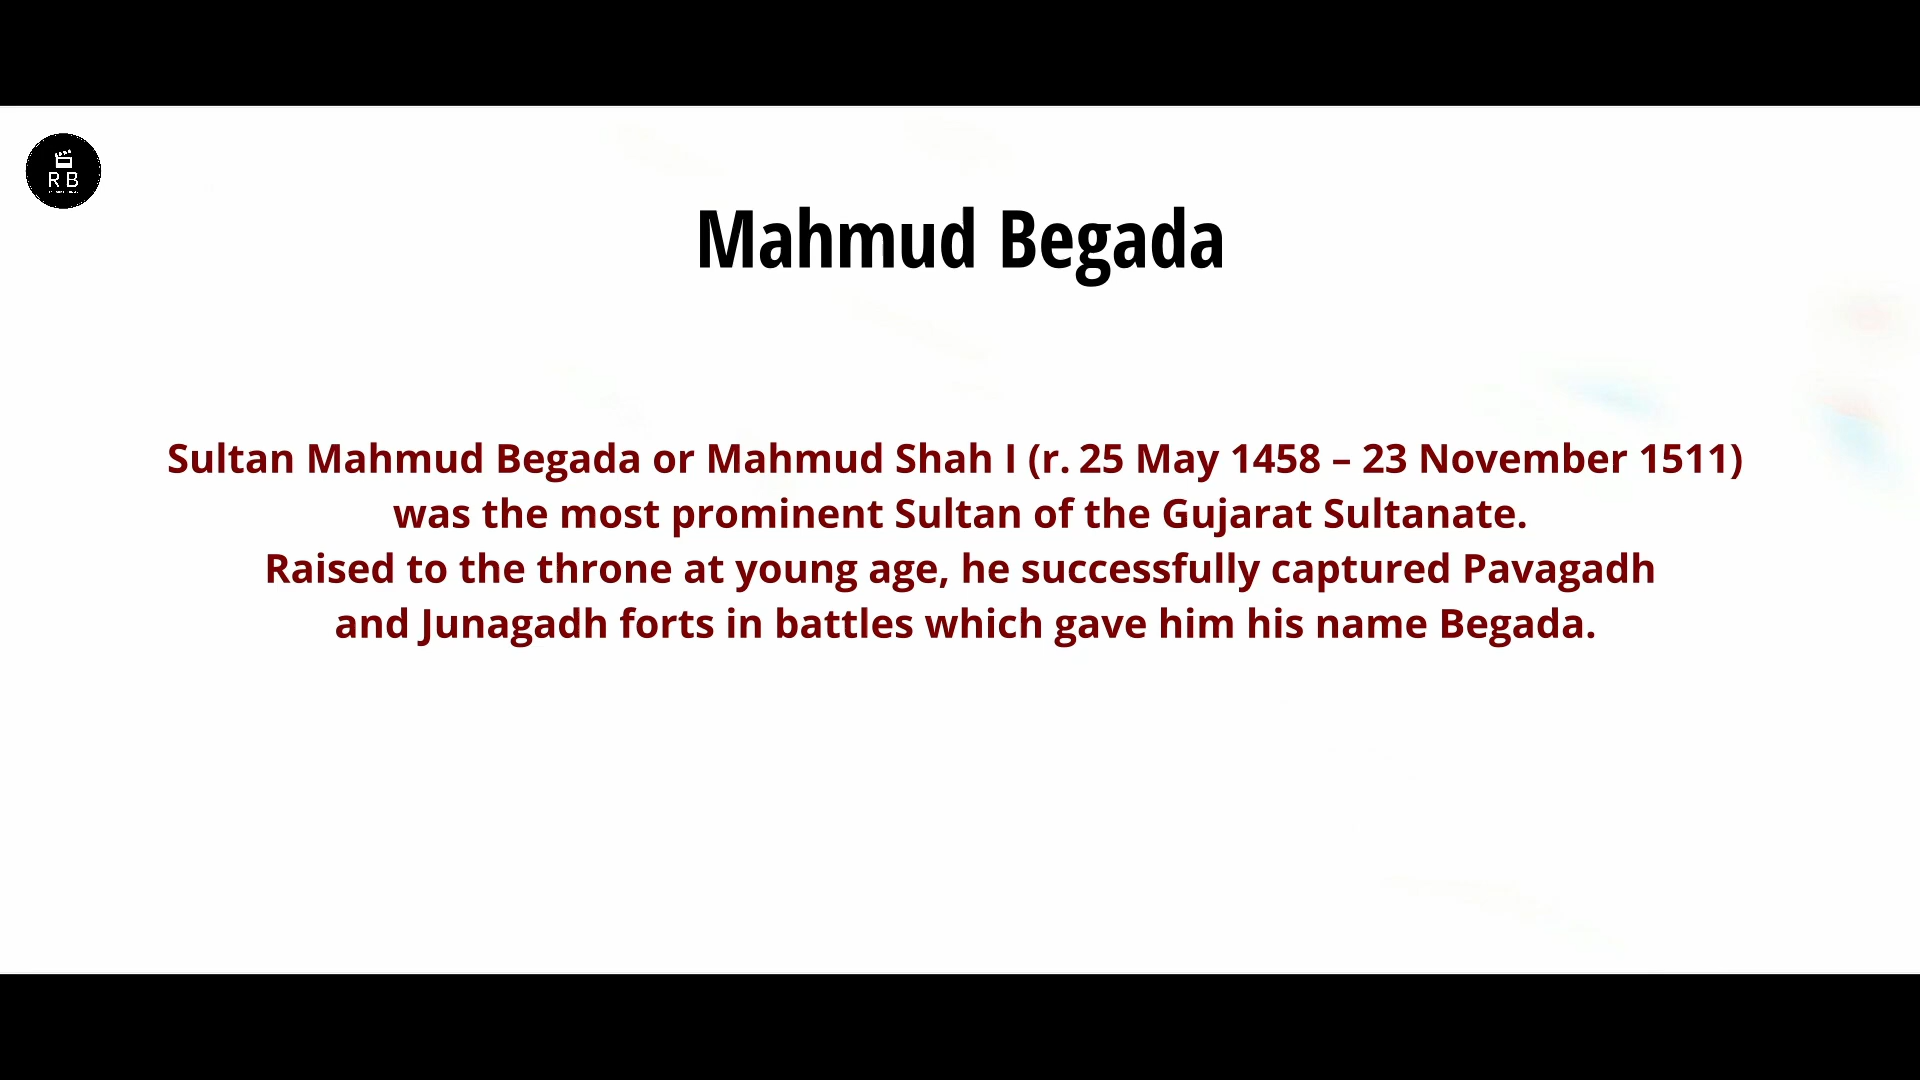 R B
Mahmud Begada
Sultan Mahmud Begada or Mahmud Shah I (r. 25 May 1458 – 23 November 1511)
was the most prominent Sultan of the Gujarat Sultanate.
Raised to the throne at young age, he successfully captured Pavagadh
and Junagadh forts in battles which gave him his name Begada.